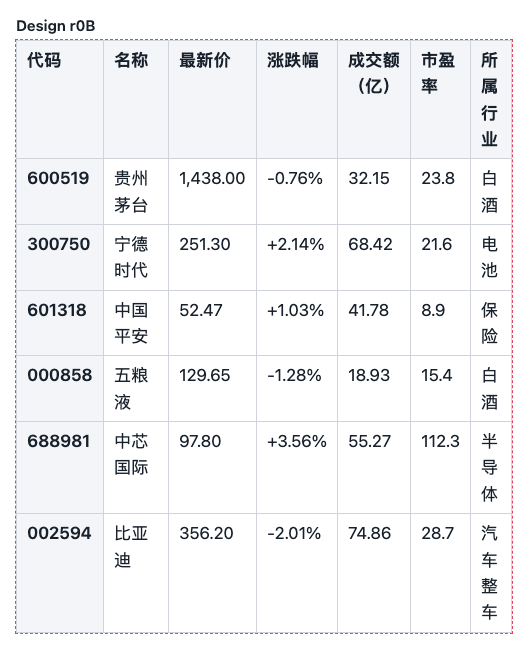 Design r0B
代码 名称 最新价 涨跌幅 成交额（亿） 市盈率 所属行业
600519 贵州茅台 1,438.00 -0.76% 32.15 23.8 白酒
300750 宁德时代 251.30 +2.14% 68.42 21.6 电池
601318 中国平安 52.47 +1.03% 41.78 8.9 保险
000858 五粮液 129.65 -1.28% 18.93 15.4 白酒
688981 中芯国际 97.80 +3.56% 55.27 112.3 半导体
002594 比亚迪 356.20 -2.01% 74.86 28.7 汽车整车